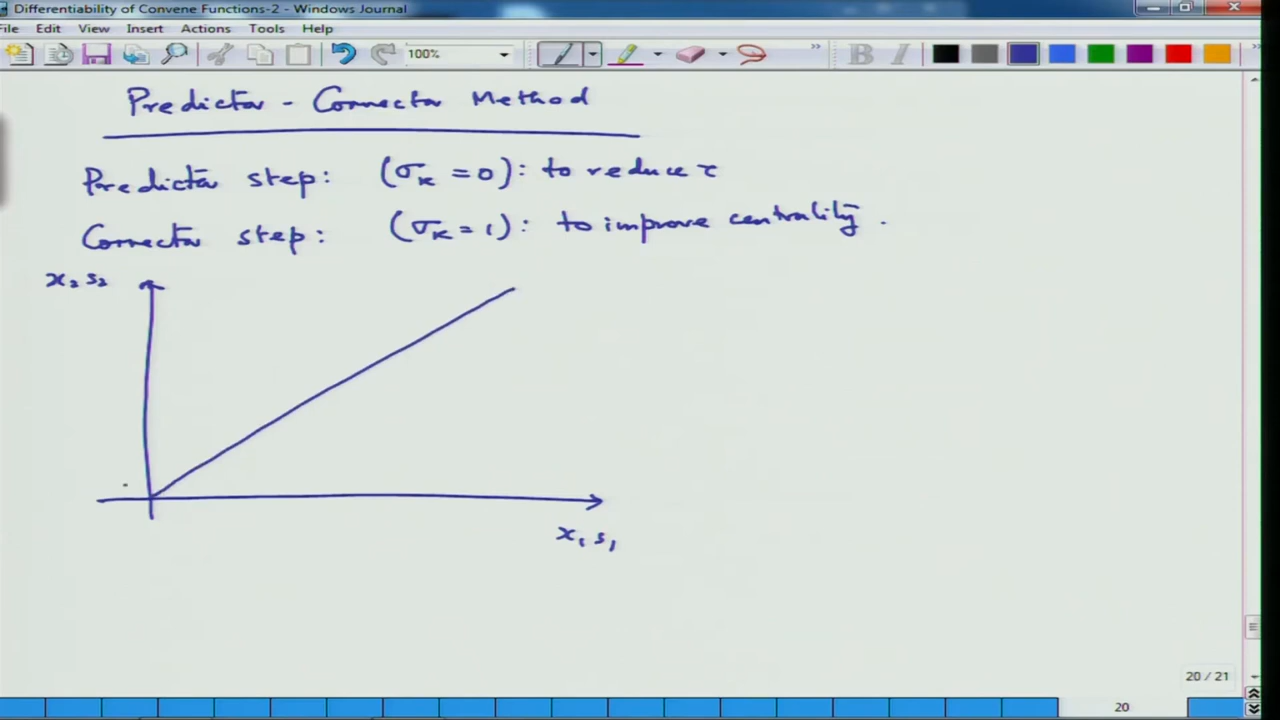 Differentiability of Convene Functions-2 - Windows Journal
File Edit View Insert Actions Tools Help
100%
B I
Predictor - Corrector Method
Predictor step: (σₖ = 0): to reduce τ
Corrector step: (σₖ = 1): to improve centrality.
x₂ s₂
x₁ s₁
20 / 21
20